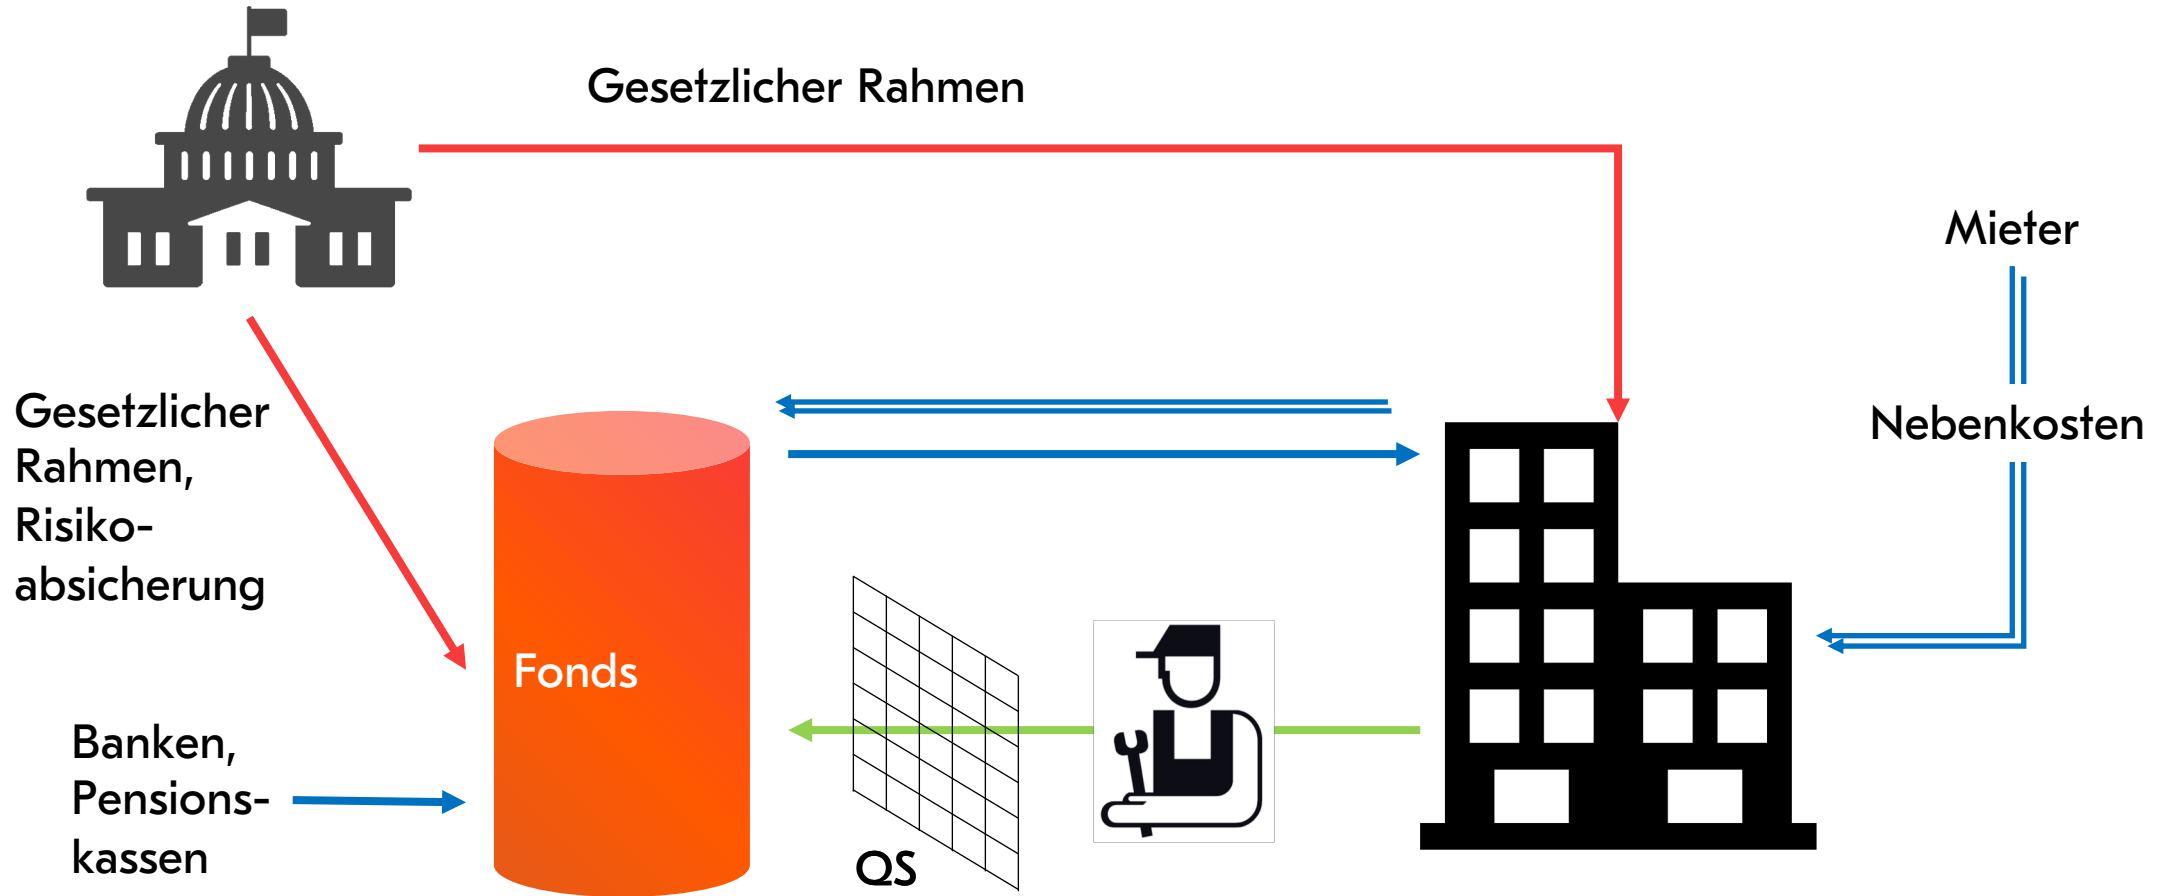 Gesetzlicher Rahmen
Mieter
Gesetzlicher
Rahmen,
Risiko-
absicherung
Nebenkosten
Fonds
Banken,
Pensions-
kassen
QS